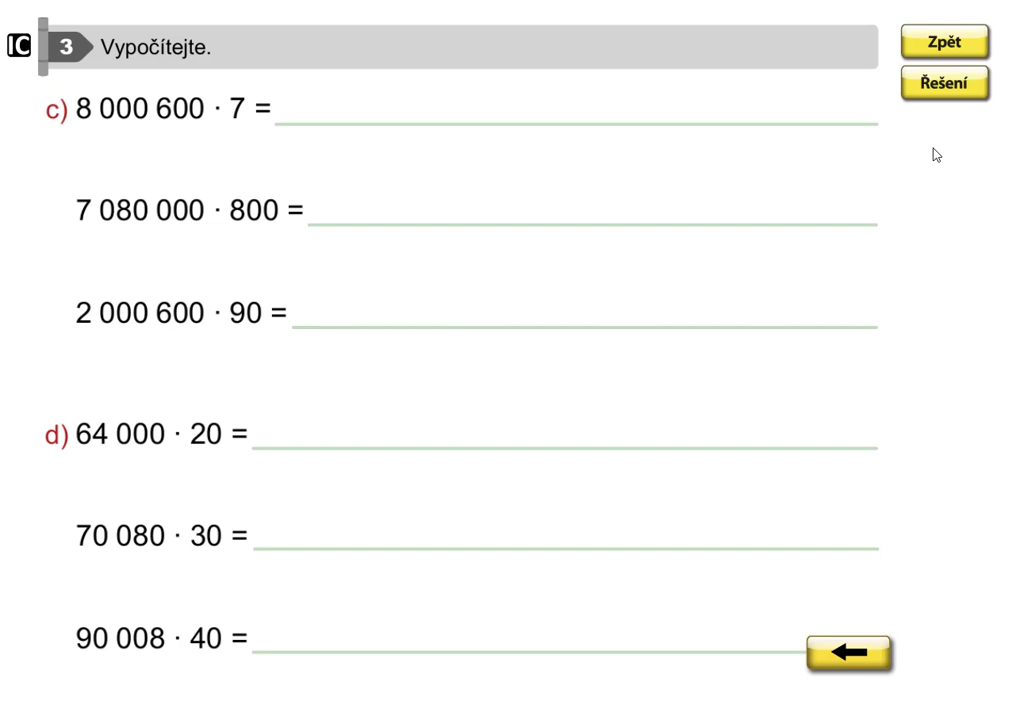 IC 3 Vypočítejte. Zpět
Řešení
c) 8 000 600 · 7 =
7 080 000 · 800 =
2 000 600 · 90 =
d) 64 000 · 20 =
70 080 · 30 =
90 008 · 40 =